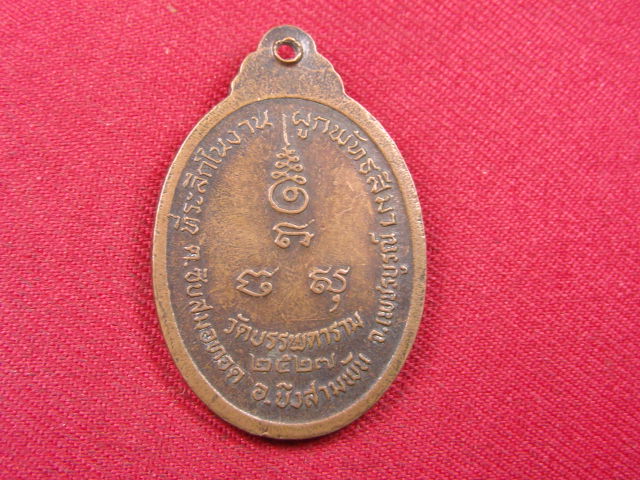 ที่ระลึกในงาน ผูกพัทธสีมา
อุ
วัดบรรพตาราม
๒๕๒๗
ต.ซับสมอทอด อ.บึงสามพัน จ.เพชรบูรณ์